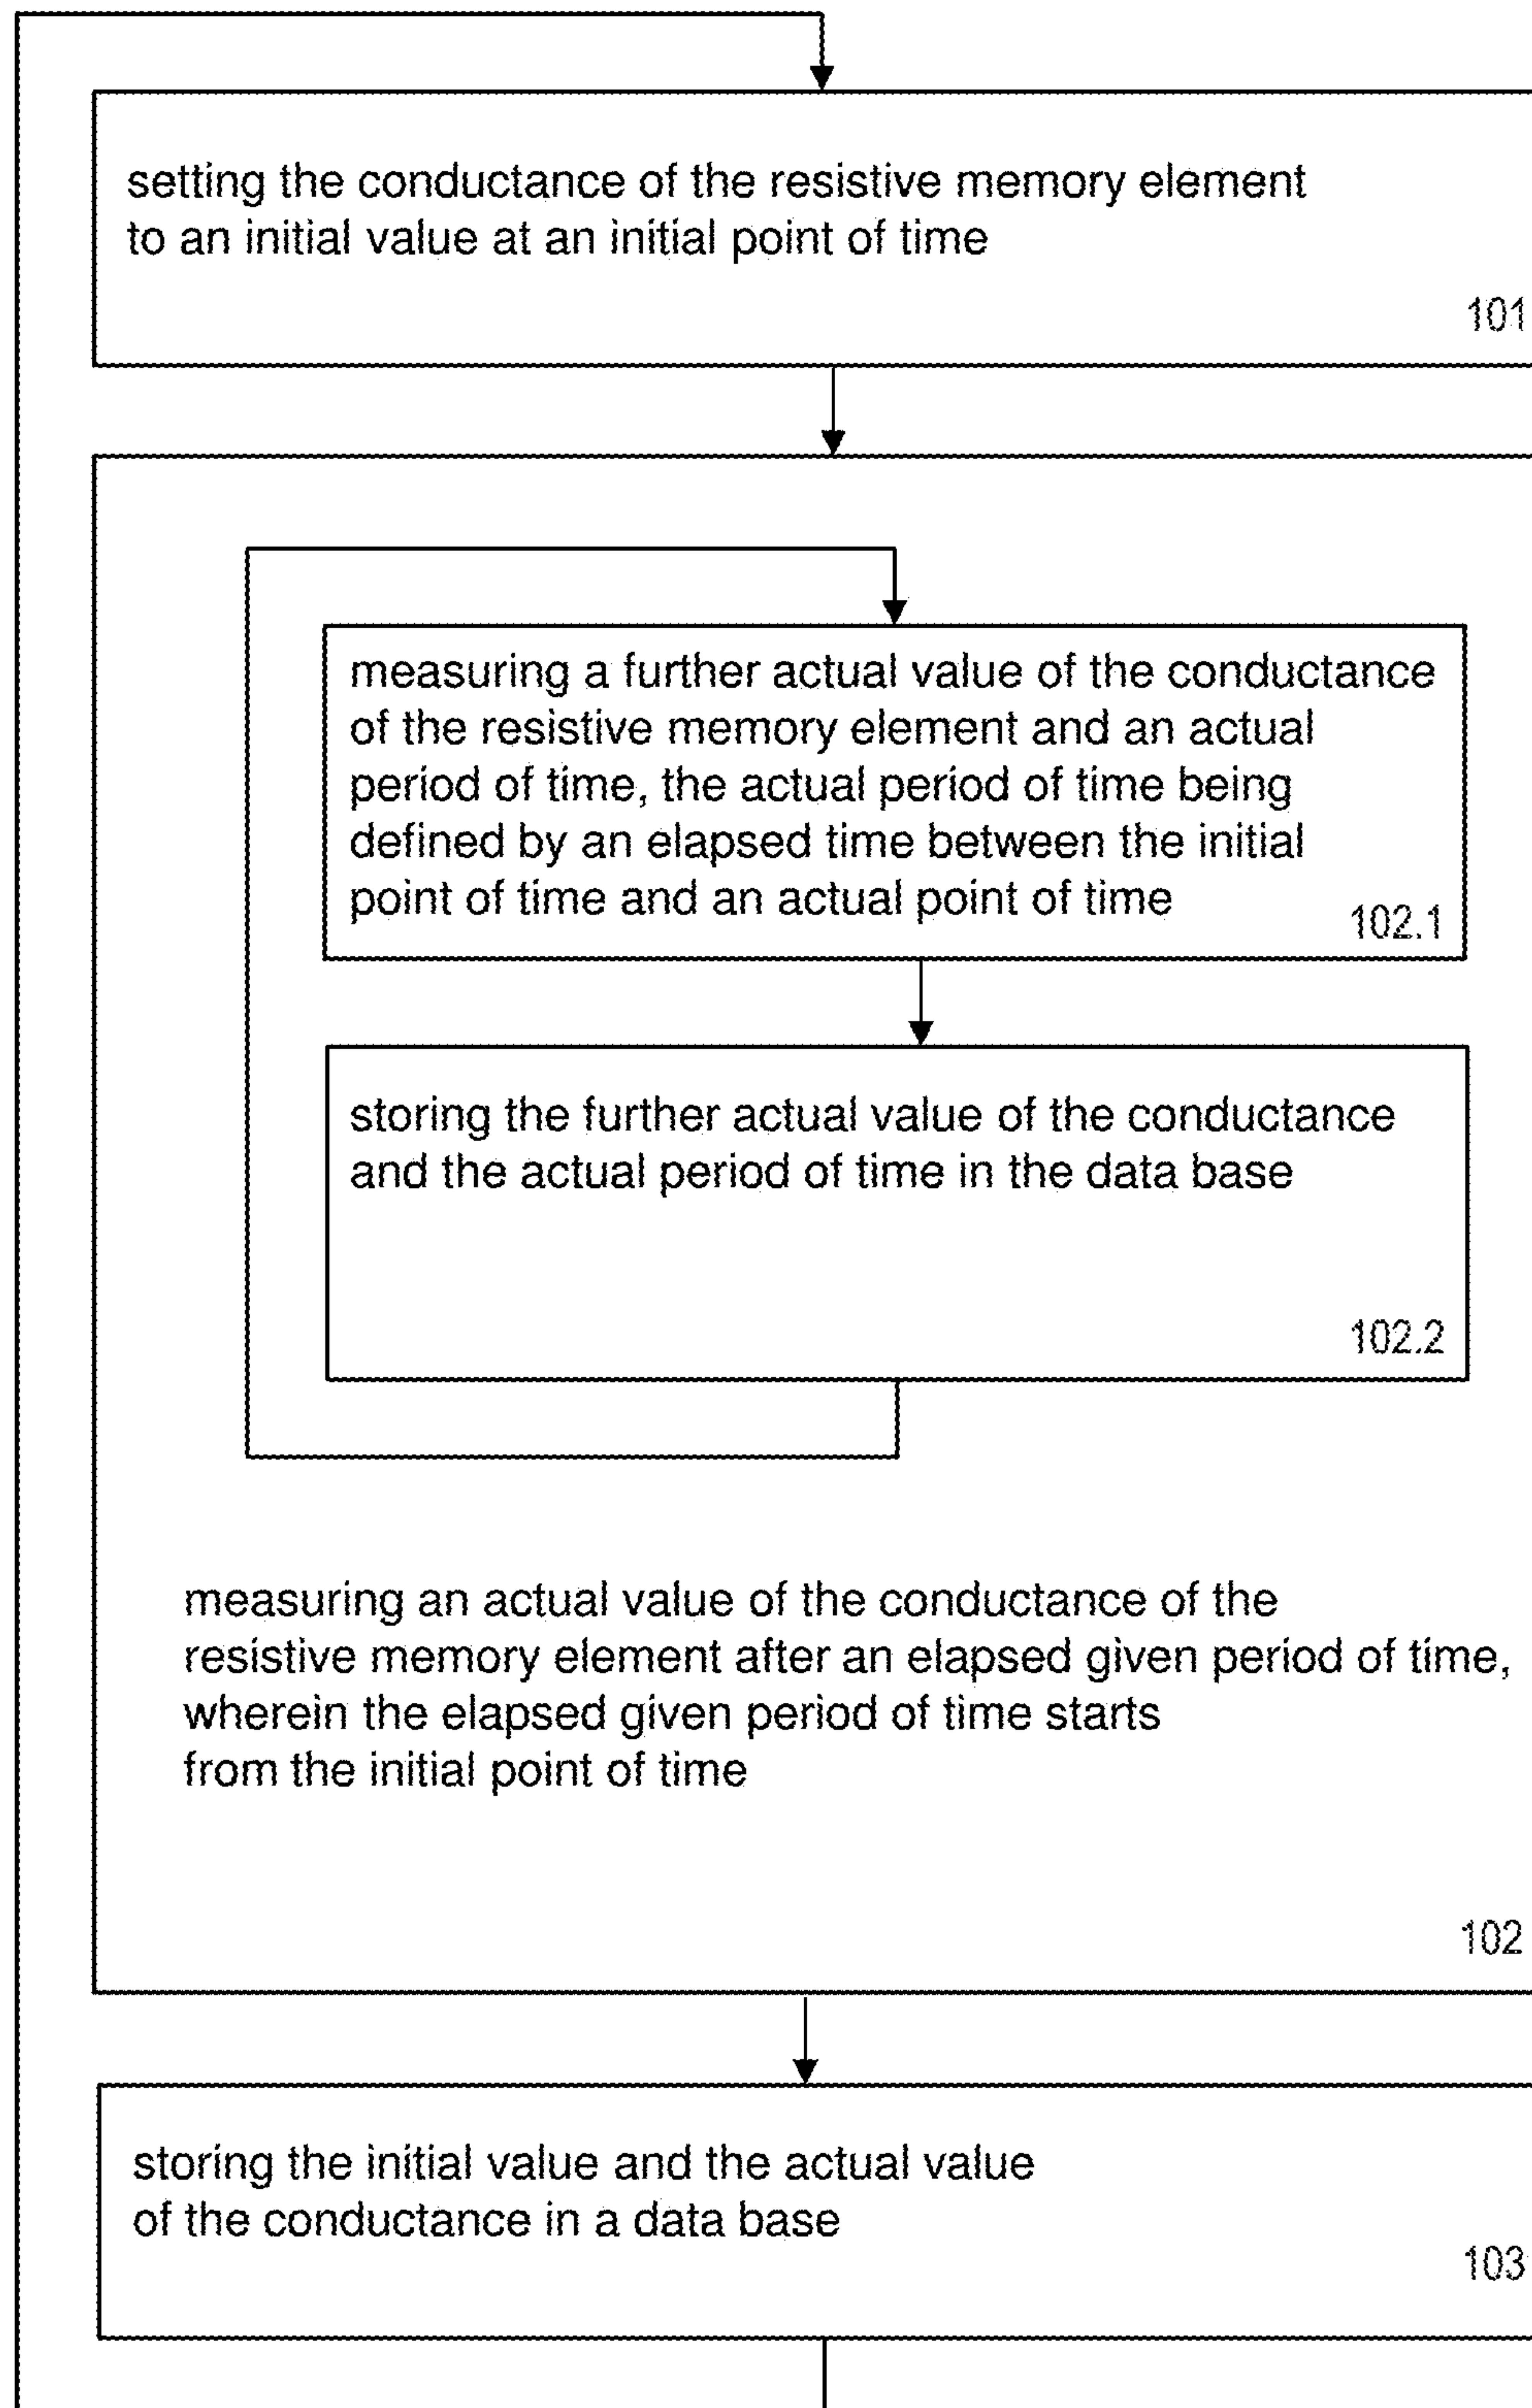 setting the conductance of the resistive memory element
to an initial value at an initial point of time
101
measuring a further actual value of the conductance
of the resistive memory element and an actual
period of time, the actual period of time being
defined by an elapsed time between the initial
point of time and an actual point of time
102.1
storing the further actual value of the conductance
and the actual period of time in the data base
102.2
measuring an actual value of the conductance of the
resistive memory element after an elapsed given period of time,
wherein the elapsed given period of time starts
from the initial point of time
102
storing the initial value and the actual value
of the conductance in a data base
103